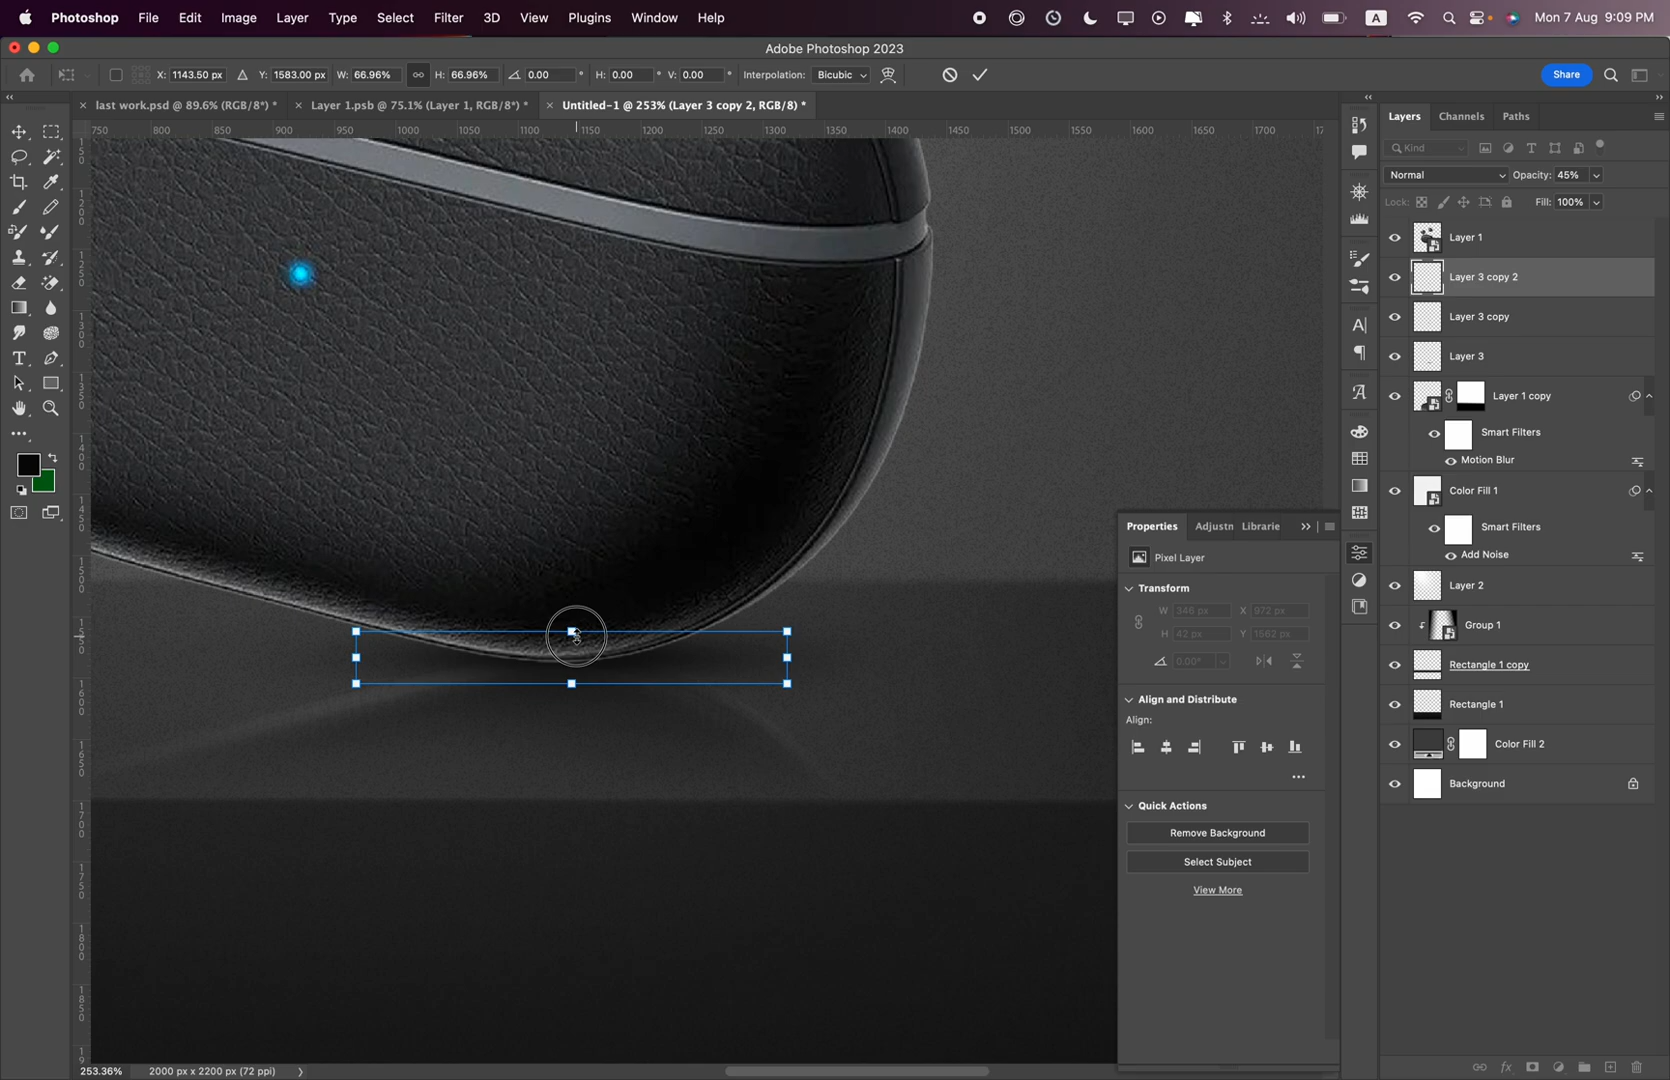 Photoshop File Edit Image Layer Type Select Filter 3D View Plugins Window Help A Mon 7 Aug 9:09 PM
Adobe Photoshop 2023
X: 1143.50 px Y: 1583.00 px W: 66.96% H: 66.96% 0.00 ° H: 0.00 ° V: 0.00 ° Interpolation: Bicubic Share
last work.psd @ 89.6% (RGB/8*) * Layer 1.psb @ 75.1% (Layer 1, RGB/8*) * Untitled-1 @ 253% (Layer 3 copy 2, RGB/8) *
750 800 850 900 950 1000 1050 1100 1150 1200 1250 1300 1350 1400 1450 1500 1550 1600 1650 1700
Layers Channels Paths
Kind
Normal Opacity: 45%
Lock: Fill: 100%
Layer 1
Layer 3 copy 2
Layer 3 copy
Layer 3
Layer 1 copy
Smart Filters
Motion Blur
Color Fill 1
Smart Filters
Add Noise
Layer 2
Group 1
Rectangle 1 copy
Rectangle 1
Color Fill 2
Background
Properties Adjustn Librarie
Pixel Layer
Transform
W 346 px X 972 px
H 42 px Y 1562 px
0.00°
Align and Distribute
Align:
Quick Actions
Remove Background
Select Subject
View More
253.36% 2000 px x 2200 px (72 ppi)